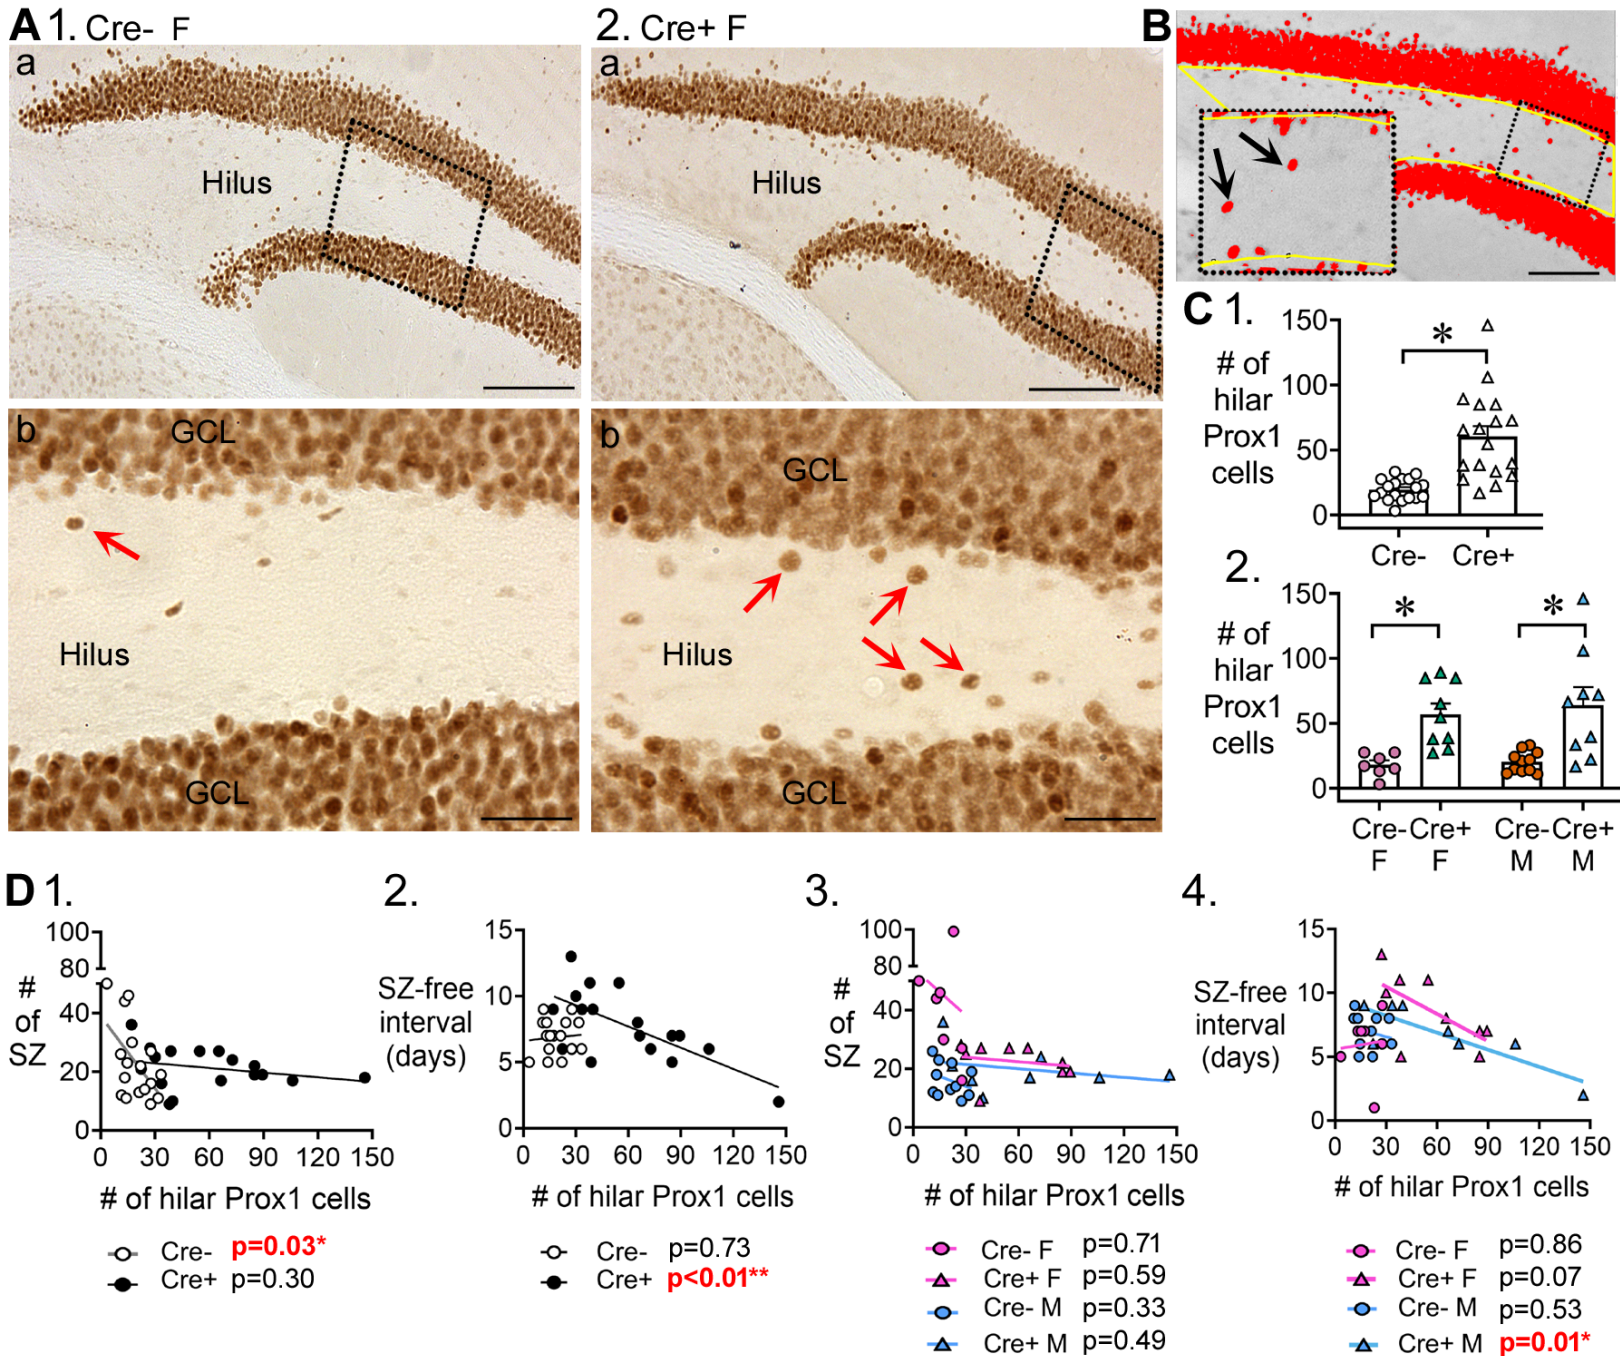 A 1. Cre- F
2. Cre+ F
a
Hilus
a
Hilus
b
GCL
Hilus
GCL
b
GCL
Hilus
GCL
B
C 1.
# of
hilar
Prox1
cells
150
100
50
0
*
Cre- Cre+
2.
# of
hilar
Prox1
cells
150
100
50
0
* *
Cre- Cre+ Cre- Cre+
F F M M
D 1.
#
of
SZ
100
80
40
20
0
0 30 60 90 120 150
# of hilar Prox1 cells
Cre- p=0.03*
Cre+ p=0.30
2.
SZ-free
interval
(days)
15
10
5
0
0 30 60 90 120 150
# of hilar Prox1 cells
Cre- p=0.73
Cre+ p<0.01**
3.
#
of
SZ
100
80
40
20
0
0 30 60 90 120 150
# of hilar Prox1 cells
Cre- F p=0.71
Cre+ F p=0.59
Cre- M p=0.33
Cre+ M p=0.49
4.
SZ-free
interval
(days)
15
10
5
0
0 30 60 90 120 150
# of hilar Prox1 cells
Cre- F p=0.86
Cre+ F p=0.07
Cre- M p=0.53
Cre+ M p=0.01*